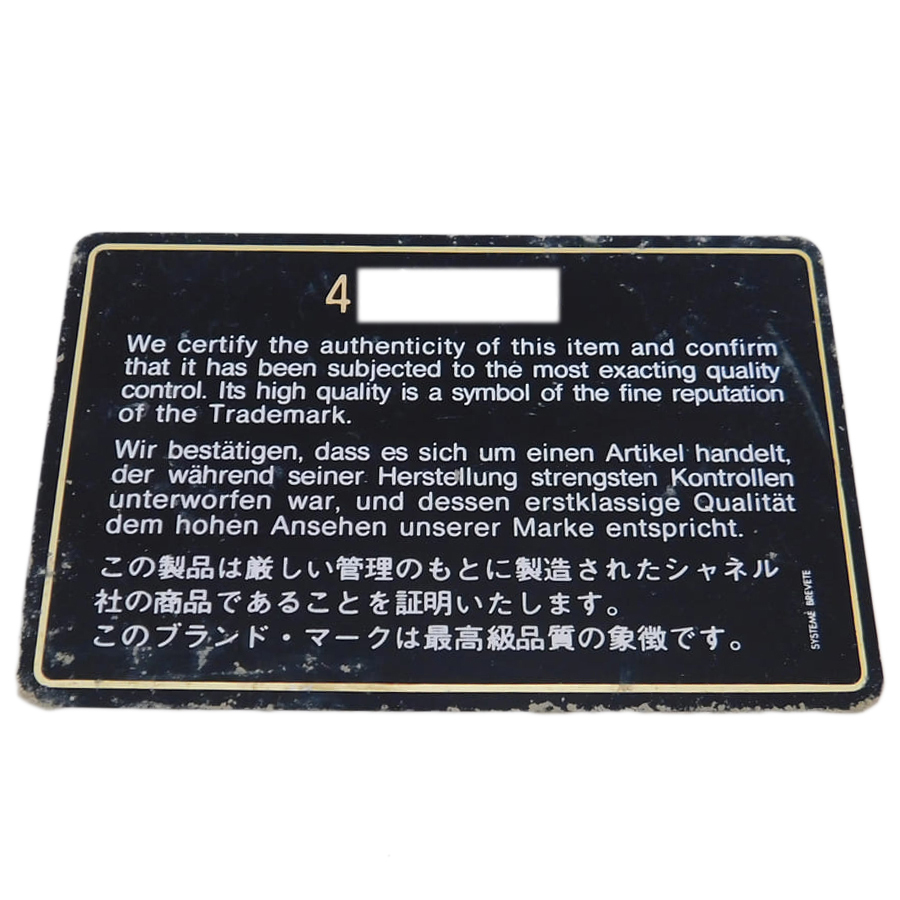 4
We certify the authenticity of this item and confirm
that it has been subjected to the most exacting quality
control. Its high quality is a symbol of the fine reputation
of the Trademark.
Wir bestätigen, dass es sich um einen Artikel handelt,
der während seiner Herstellung strengsten Kontrollen
unterworfen war, und dessen erstklassige Qualität
dem hohen Ansehen unserer Marke entspricht.
この製品は厳しい管理のもとに製造されたシャネル
社の商品であることを証明いたします。
このブランド・マークは最高級品質の象徴です。
SYSTEME BREVETE